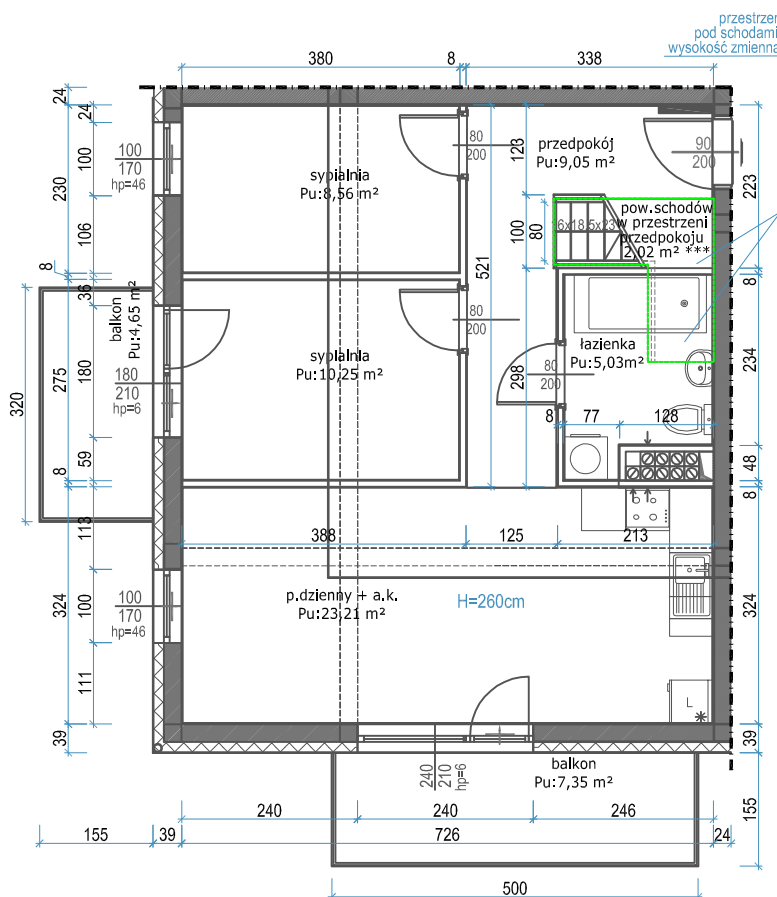 przestrzeń
pod schodami
wysokość zmienna
380
8
338
24
24
100
230
106
8
36
180
275
320
59
8
113
324
100
111
39
100
170
hp=46
sypialnia
Pu:8,56 m²
80
200
123
przedpokój
Pu:9,05 m²
90
200
223
100
80
16x18,5x23
pow.schodów
w przestrzeni
przedpokoju
2,02 m² ***
521
balkon
Pu:4,65 m²
180
210
hp=6
sypialnia
Pu:10,25 m²
80
200
298
80
200
łazienka
Pu:5,03m²
8
234
8
77
128
48
8
388
125
213
100
170
hp=46
p.dzienny + a.k.
Pu:23,21 m²
H=260cm
324
L
39
240
210
hp=6
balkon
Pu:7,35 m²
155
240
240
246
155
39
726
24
500